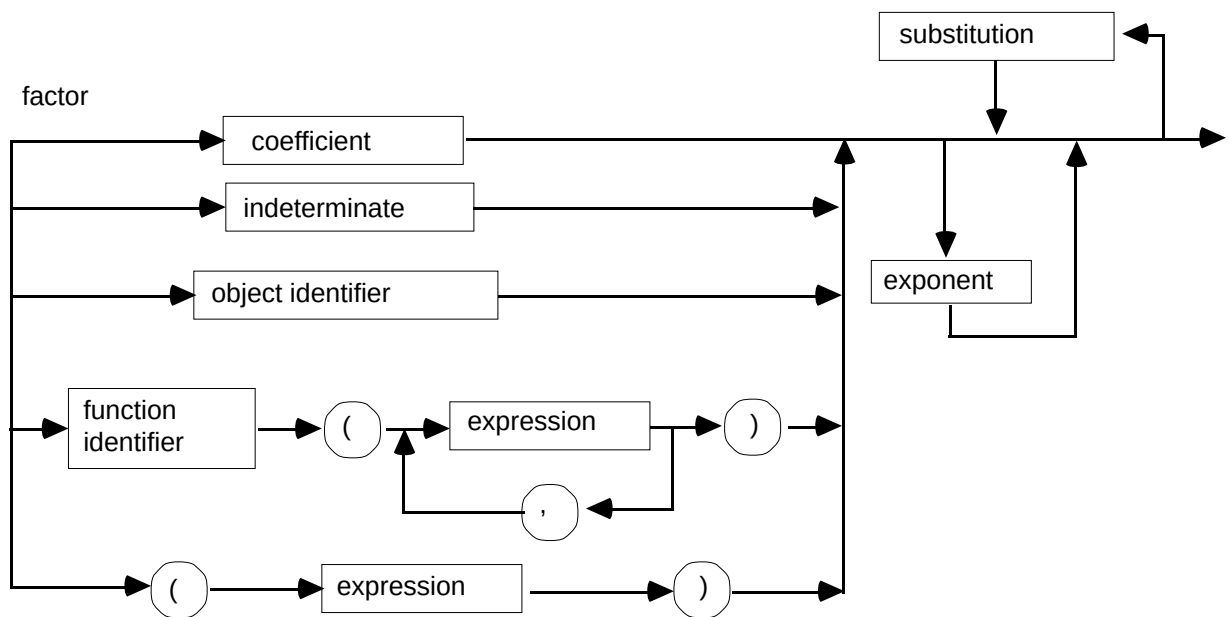 substitution
factor
coefficient
indeterminate
object identifier
exponent
function
identifier
(
expression
)
,
(
expression
)